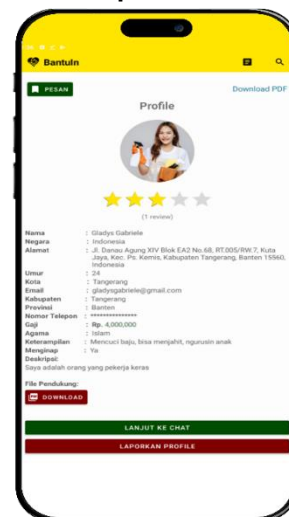 BantuIn
PESAN
Download PDF
Profile
(1 review)
Nama : Gladys Gabriele
Negara : Indonesia
Alamat : Jl. Danau Agung XIV Blok EA2 No.68, RT.005/RW.7, Kuta
Jaya, Kec. Ps. Kemis, Kabupaten Tangerang, Banten 15560,
Indonesia
Umur : 24
Kota : Tangerang
Email : gladysgabriele@gmail.com
Kabupaten : Tangerang
Provinsi : Banten
Nomor Telepon : ***************
Gaji : Rp. 4,000,000
Agama : Islam
Keterampilan : Mencuci baju, bisa menjahit, ngurusin anak
Menginap : Ya
Deskripsi:
Saya adalah orang yang pekerja keras
File Pendukung:
DOWNLOAD
LANJUT KE CHAT
LAPORKAN PROFILE